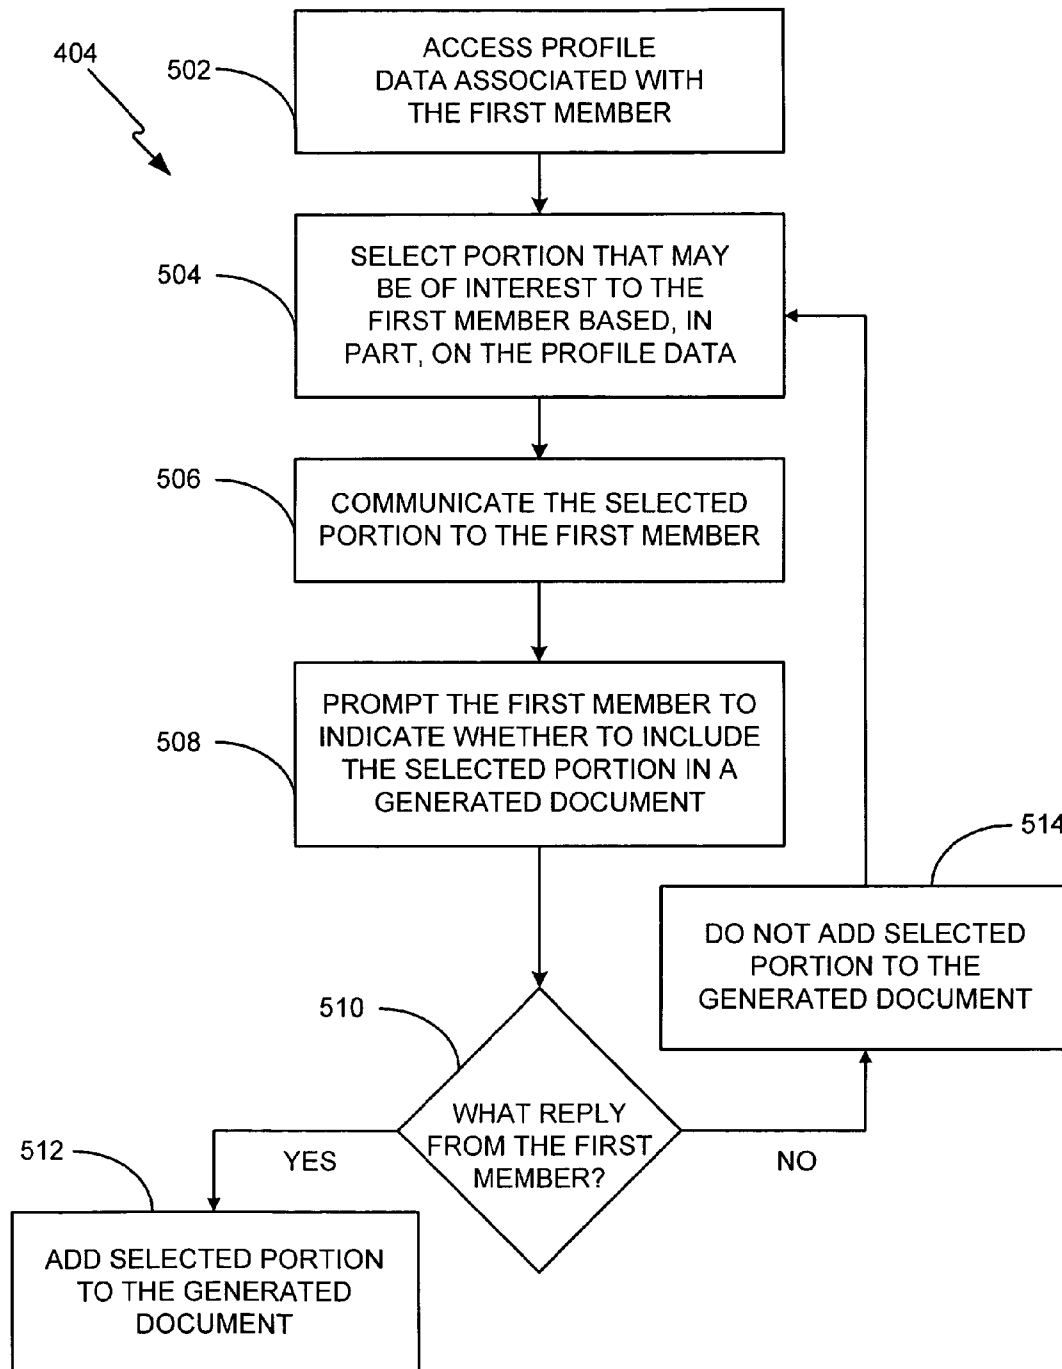 404
502
ACCESS PROFILE
DATA ASSOCIATED WITH
THE FIRST MEMBER
504
SELECT PORTION THAT MAY
BE OF INTEREST TO THE
FIRST MEMBER BASED, IN
PART, ON THE PROFILE DATA
506
COMMUNICATE THE SELECTED
PORTION TO THE FIRST MEMBER
508
PROMPT THE FIRST MEMBER TO
INDICATE WHETHER TO INCLUDE
THE SELECTED PORTION IN A
GENERATED DOCUMENT
514
DO NOT ADD SELECTED
PORTION TO THE
GENERATED DOCUMENT
510
WHAT REPLY
FROM THE FIRST
MEMBER?
YES
NO
512
ADD SELECTED PORTION
TO THE GENERATED
DOCUMENT